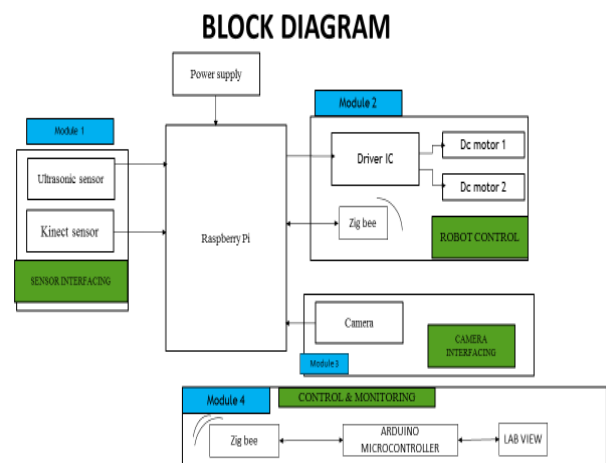 BLOCK DIAGRAM
Power supply
Module 1
Ultrasonic sensor
Kinect sensor
SENSOR INTERFACING
Raspberry Pi
Module 2
Driver IC
Dc motor 1
Dc motor 2
Zig bee
ROBOT CONTROL
Camera
CAMERA
INTERFACING
Module 3
Module 4
CONTROL & MONITORING
Zig bee
ARDUINO
MICROCONTROLLER
LAB VIEW